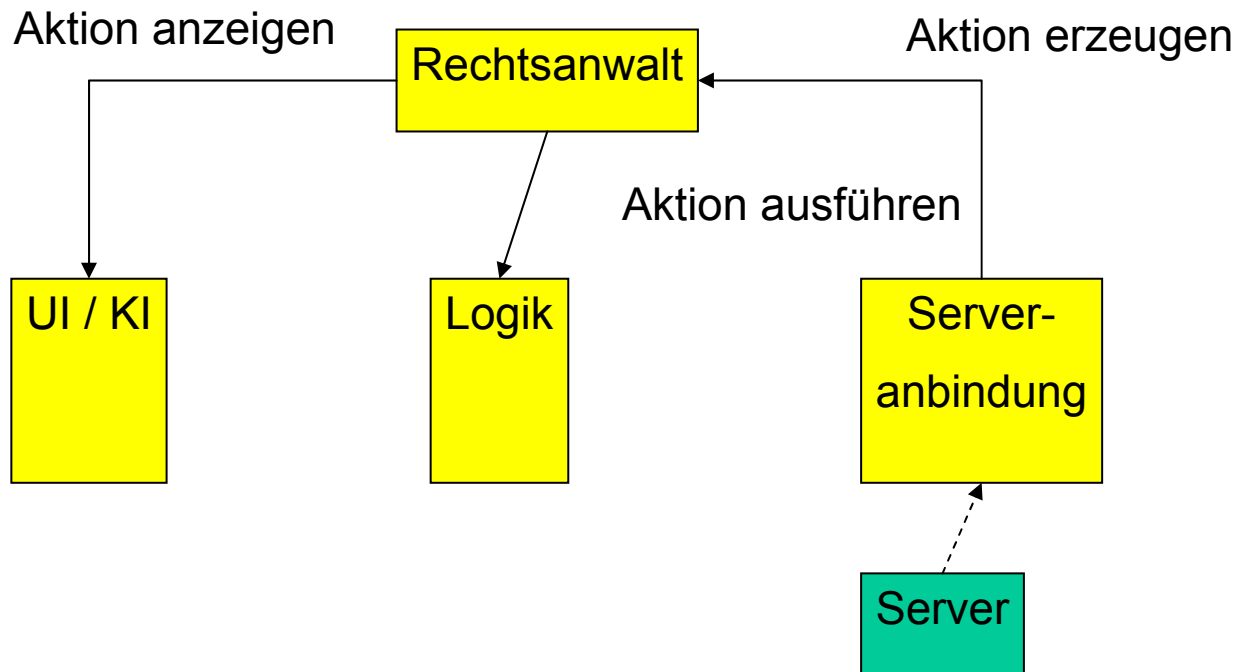 Aktion anzeigen
Rechtsanwalt
Aktion erzeugen
Aktion ausführen
UI / KI
Logik
Server-
anbindung
Server